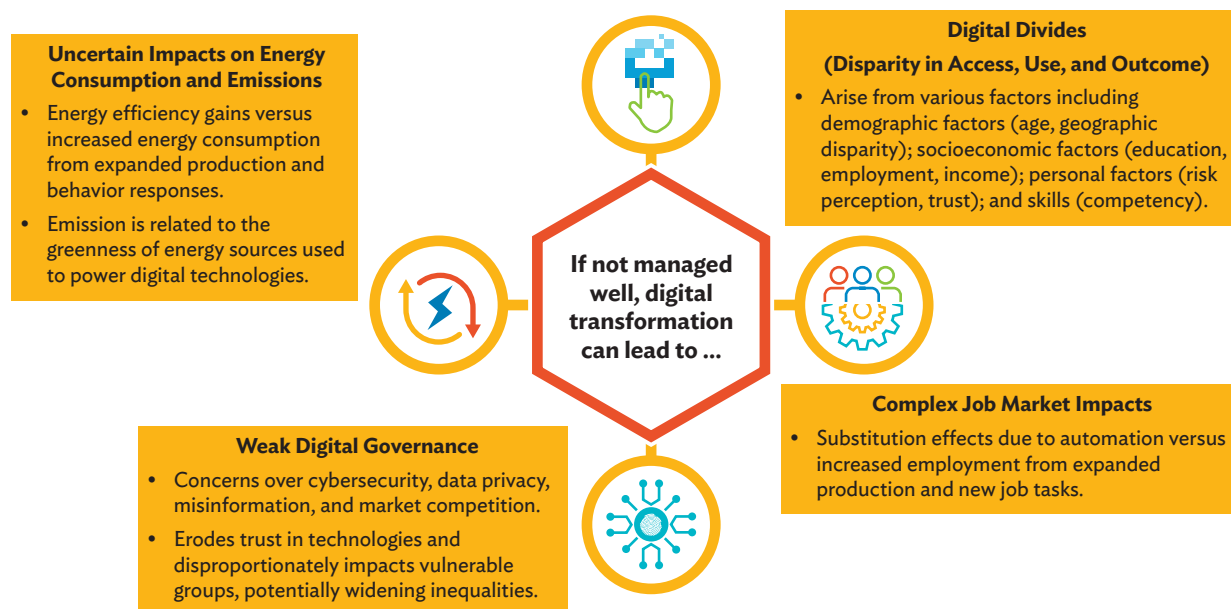 Uncertain Impacts on Energy
Consumption and Emissions
• Energy efficiency gains versus
increased energy consumption
from expanded production and
behavior responses.
• Emission is related to the
greenness of energy sources used
to power digital technologies.
Digital Divides
(Disparity in Access, Use, and Outcome)
• Arise from various factors including
demographic factors (age, geographic
disparity); socioeconomic factors (education,
employment, income); personal factors (risk
perception, trust); and skills (competency).
If not managed
well, digital
transformation
can lead to ...
Weak Digital Governance
• Concerns over cybersecurity, data privacy,
misinformation, and market competition.
• Erodes trust in technologies and
disproportionately impacts vulnerable
groups, potentially widening inequalities.
Complex Job Market Impacts
• Substitution effects due to automation versus
increased employment from expanded
production and new job tasks.